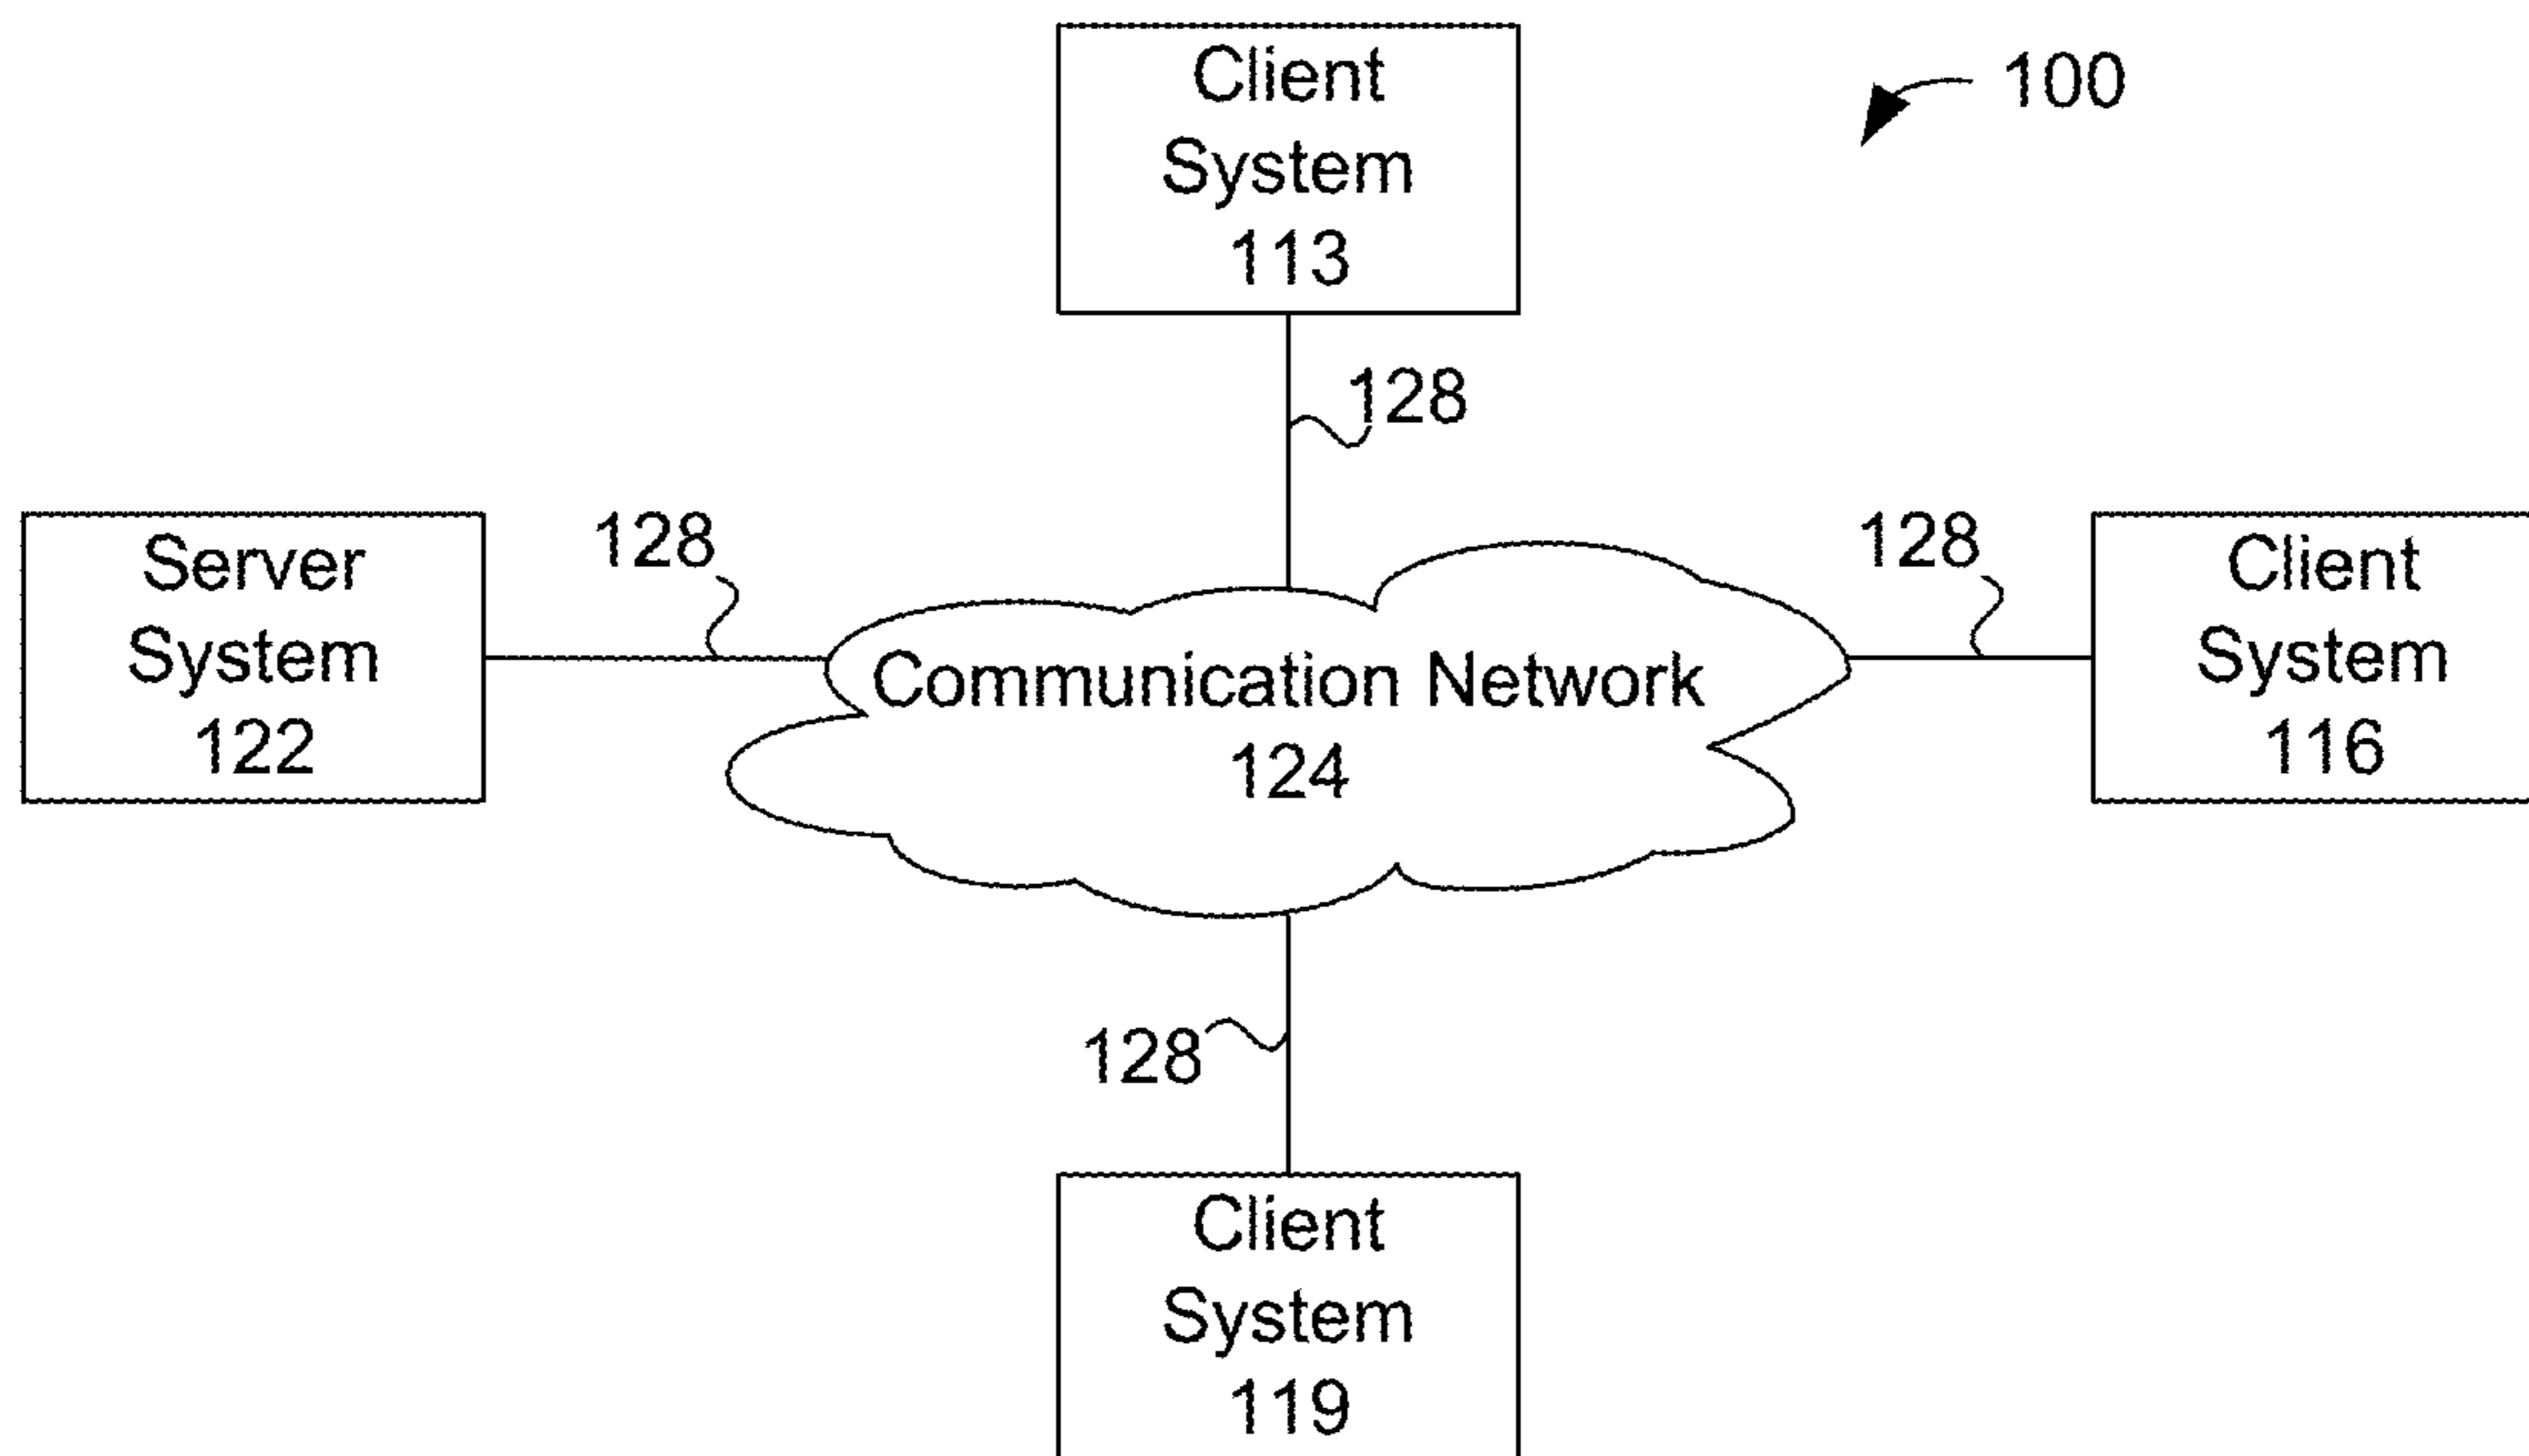 Client
System
113
100
128
Server
System
122
128
Communication Network
124
128
Client
System
116
128
Client
System
119